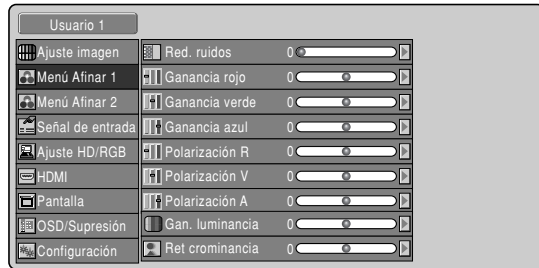 Usuario 1
Ajuste imagen
Menú Afinar 1
Menú Afinar 2
Señal de entrada
Ajuste HD/RGB
HDMI
Pantalla
OSD/Supresión
Configuración
Red. ruidos 0
Ganancia rojo 0
Ganancia verde 0
Ganancia azul 0
Polarización R 0
Polarización V 0
Polarización A 0
Gan. luminancia 0
Ret crominancia 0